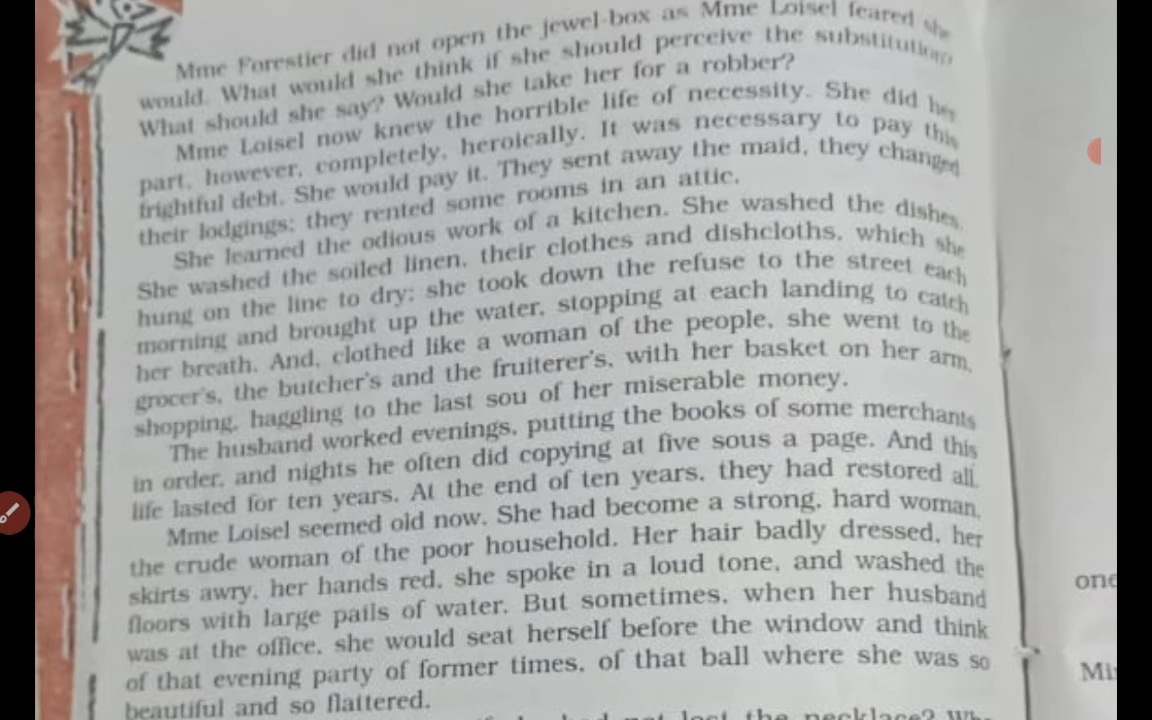 Mme Forestier did not open the jewel-box as Mme Loisel feared she
would. What would she think if she should perceive the substitution?
What should she say? Would she take her for a robber?
Mme Loisel now knew the horrible life of necessity. She did her
part, however, completely, heroically. It was necessary to pay this
frightful debt. She would pay it. They sent away the maid, they changed
their lodgings; they rented some rooms in an attic.
She learned the odious work of a kitchen. She washed the dishes.
She washed the soiled linen, their clothes and dishcloths, which she
hung on the line to dry; she took down the refuse to the street each
morning and brought up the water, stopping at each landing to catch
her breath. And, clothed like a woman of the people, she went to the
grocer's, the butcher's and the fruiterer's, with her basket on her arm,
shopping, haggling to the last sou of her miserable money.
The husband worked evenings, putting the books of some merchants
in order, and nights he often did copying at five sous a page. And this
life lasted for ten years. At the end of ten years, they had restored all.
Mme Loisel seemed old now. She had become a strong, hard woman,
the crude woman of the poor household. Her hair badly dressed, her
skirts awry, her hands red, she spoke in a loud tone, and washed the
floors with large pails of water. But sometimes, when her husband
was at the office, she would seat herself before the window and think
of that evening party of former times, of that ball where she was so
beautiful and so flattered.
not lost the necklace?
one